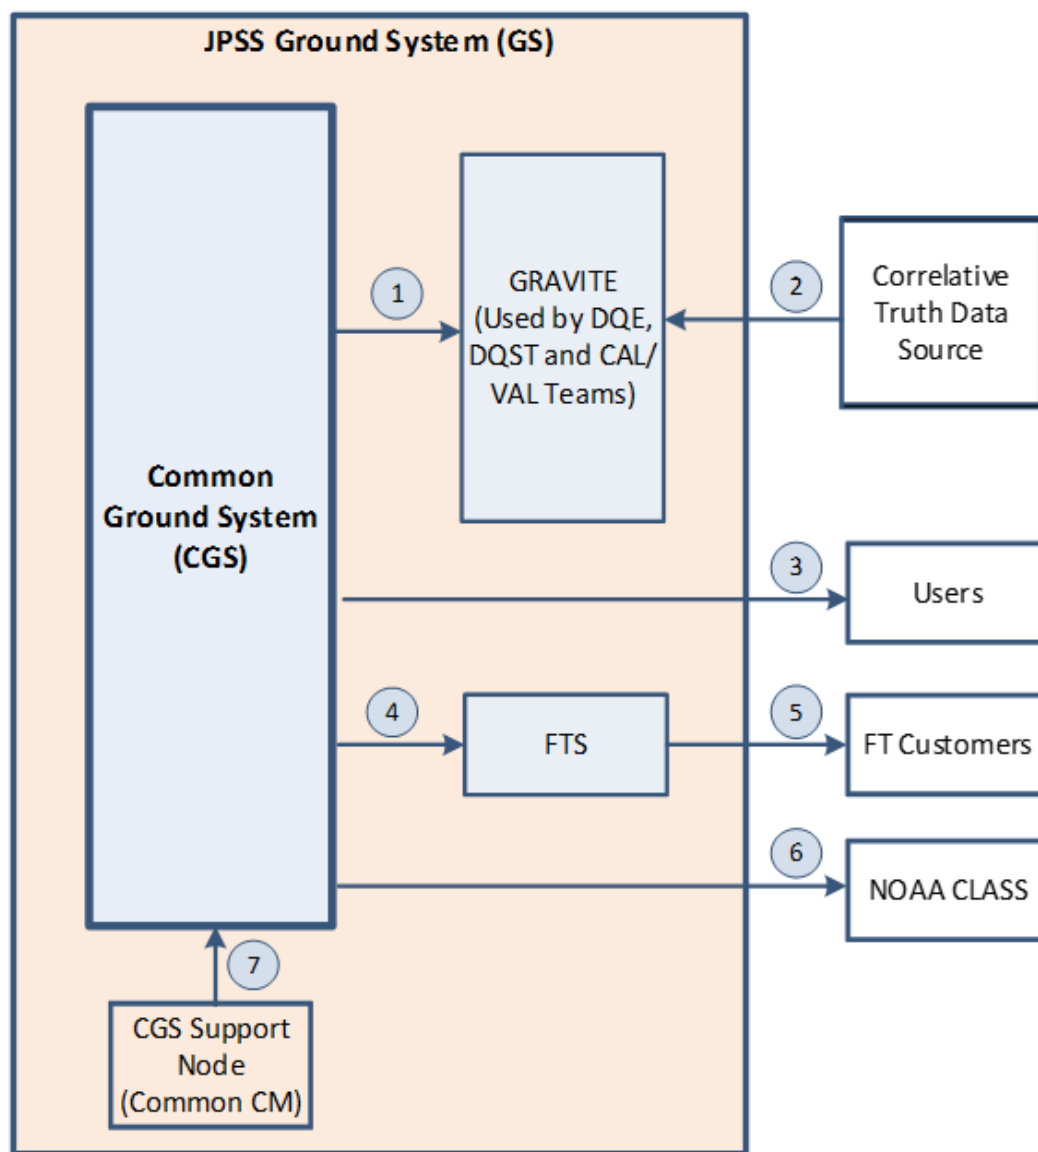 JPSS Ground System (GS)
Common
Ground System
(CGS)
1
GRAVITE
(Used by DQE,
DQST and CAL/
VAL Teams)
2
Correlative
Truth Data
Source
3
Users
4
FTS
5
FT Customers
6
NOAA CLASS
7
CGS Support
Node
(Common CM)